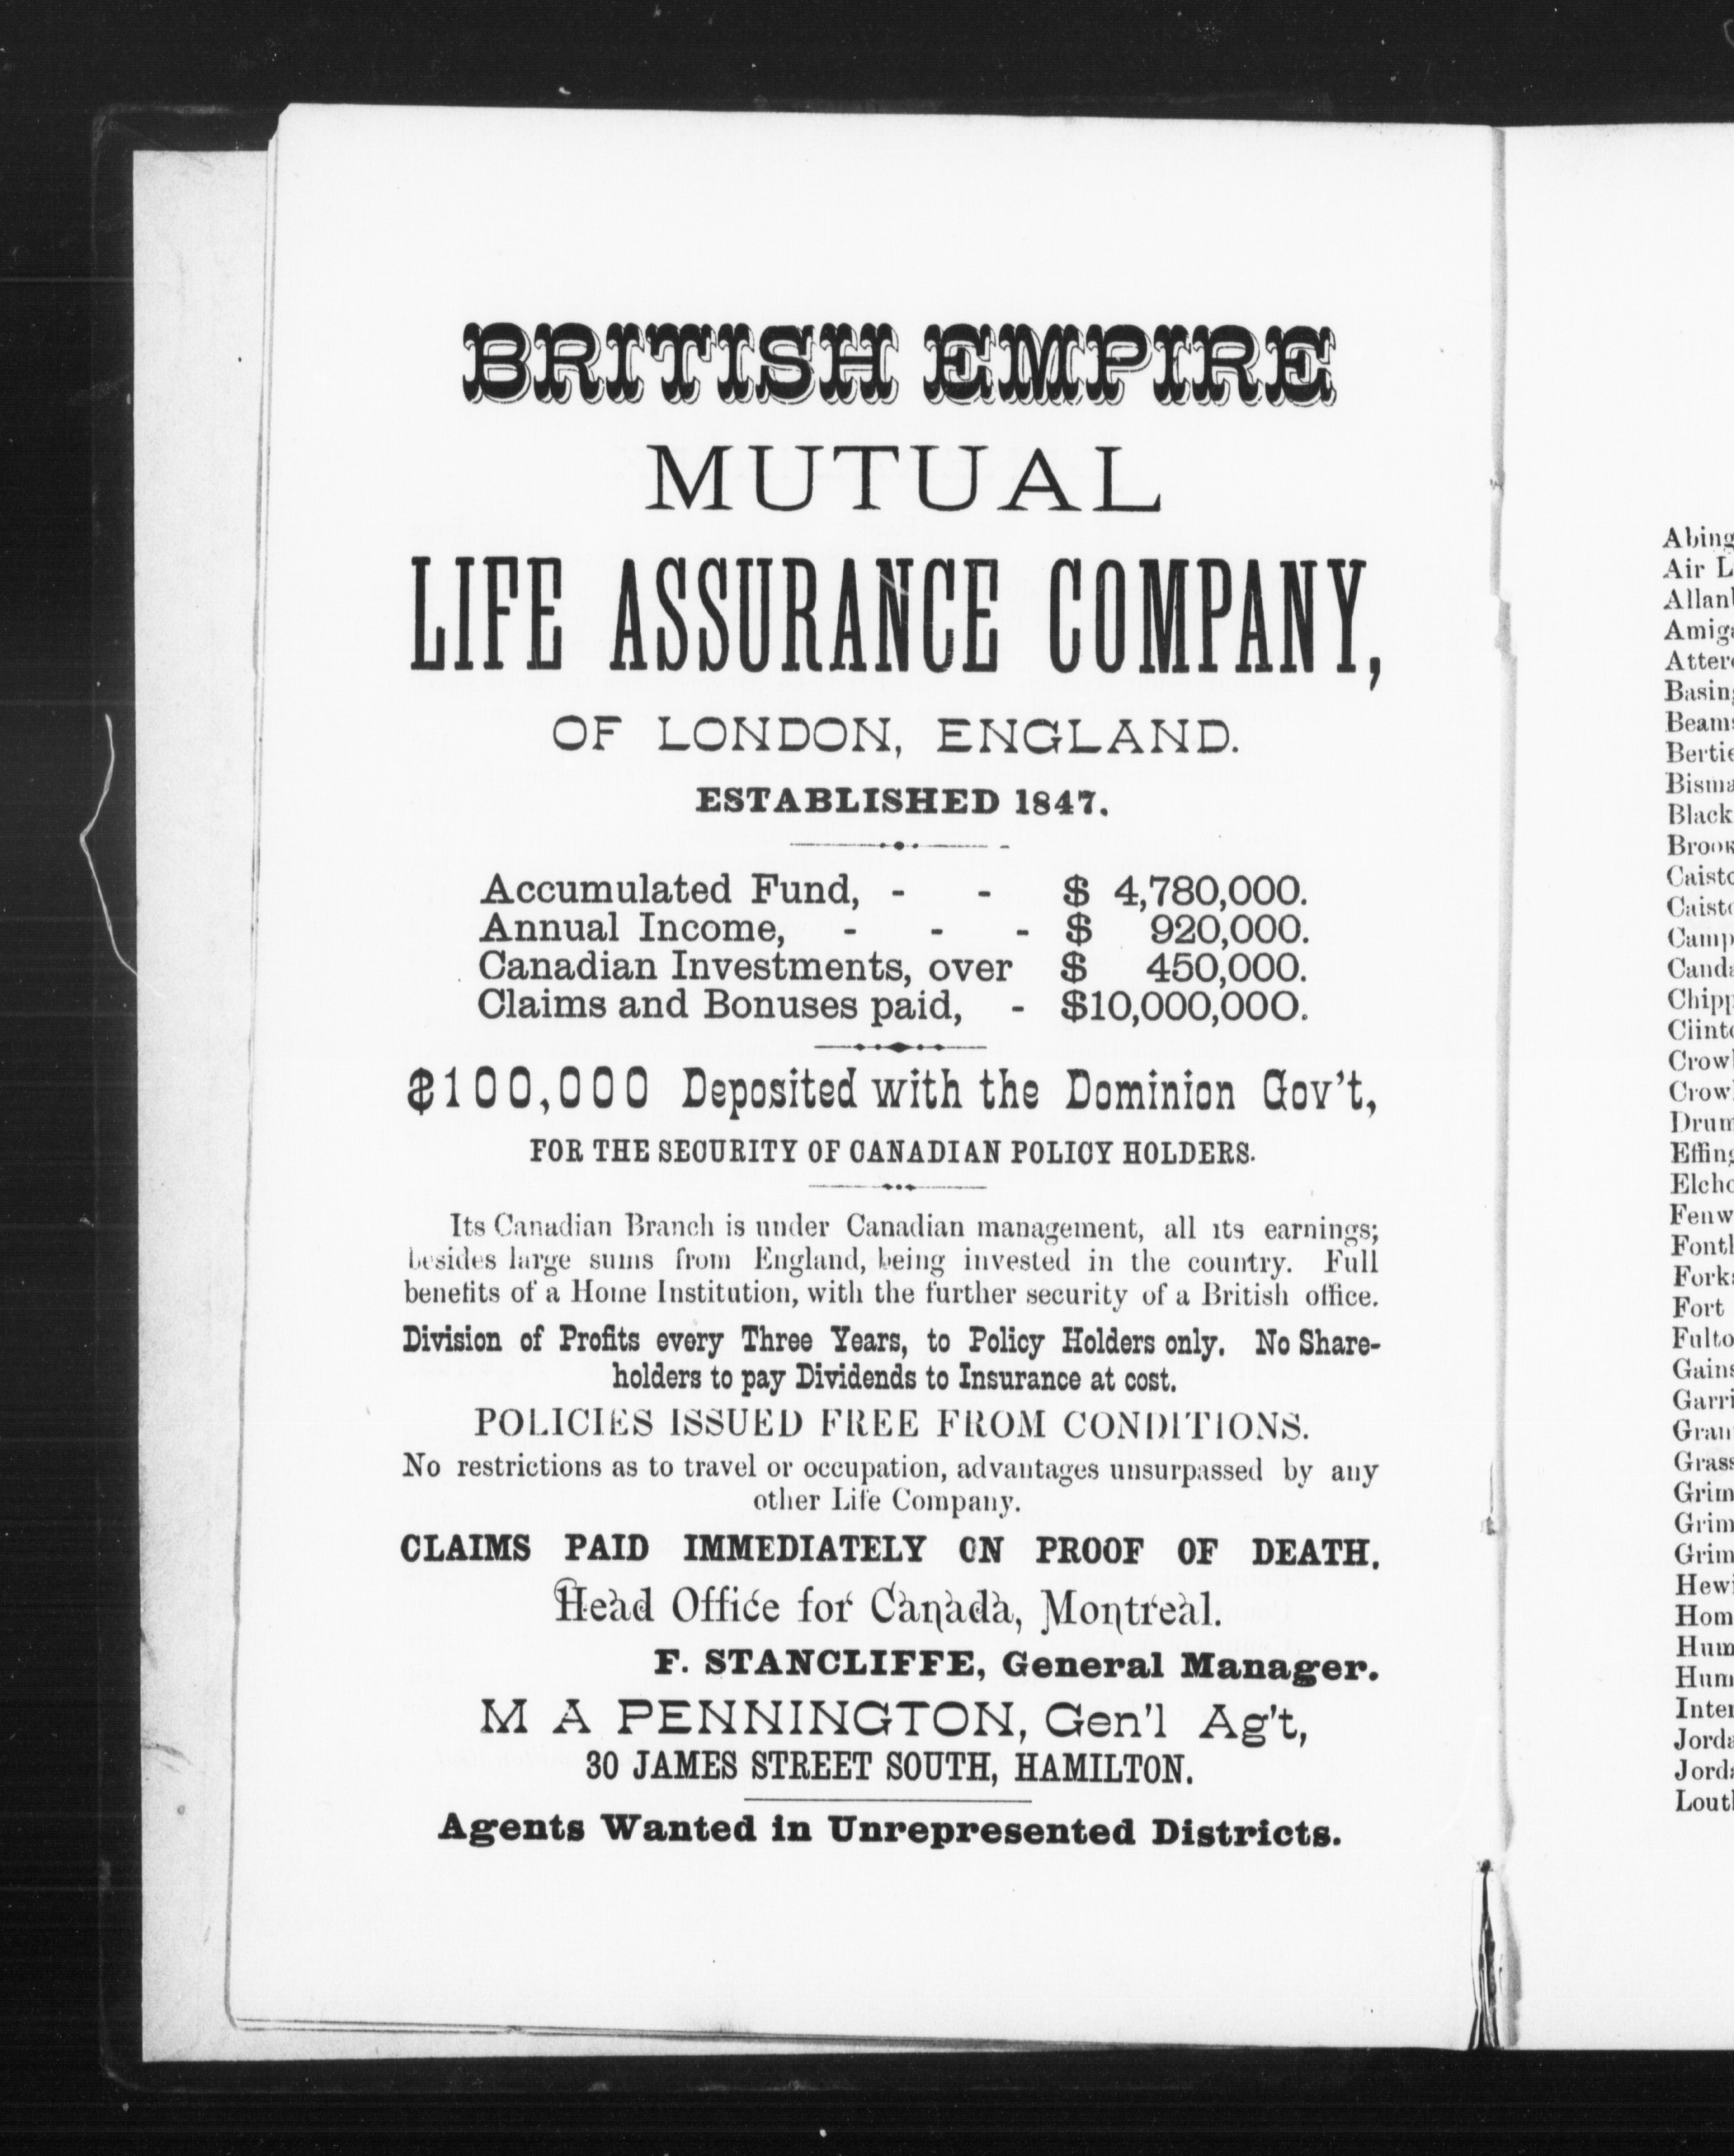 BRITISH EMPIRE
MUTUAL
LIFE ASSURANCE COMPANY,
OF LONDON, ENGLAND.
ESTABLISHED 1847.
Accumulated Fund, - - $ 4,780,000.
Annual Income, - - - $ 920,000.
Canadian Investments, over $ 450,000.
Claims and Bonuses paid, - $10,000,000.
$100,000 Deposited with the Dominion Gov't,
FOR THE SECURITY OF CANADIAN POLICY HOLDERS.
Its Canadian Branch is under Canadian management, all its earnings;
besides large sums from England, being invested in the country. Full
benefits of a Home Institution, with the further security of a British office.
Division of Profits every Three Years, to Policy Holders only. No Share-
holders to pay Dividends to Insurance at cost.
POLICIES ISSUED FREE FROM CONDITIONS.
No restrictions as to travel or occupation, advantages unsurpassed by any
other Life Company.
CLAIMS PAID IMMEDIATELY ON PROOF OF DEATH.
Head Office for Canada, Montreal.
F. STANCLIFFE, General Manager.
M A PENNINGTON, Gen'l Ag't,
30 JAMES STREET SOUTH, HAMILTON.
Agents Wanted in Unrepresented Districts.
Air
Black
Fort